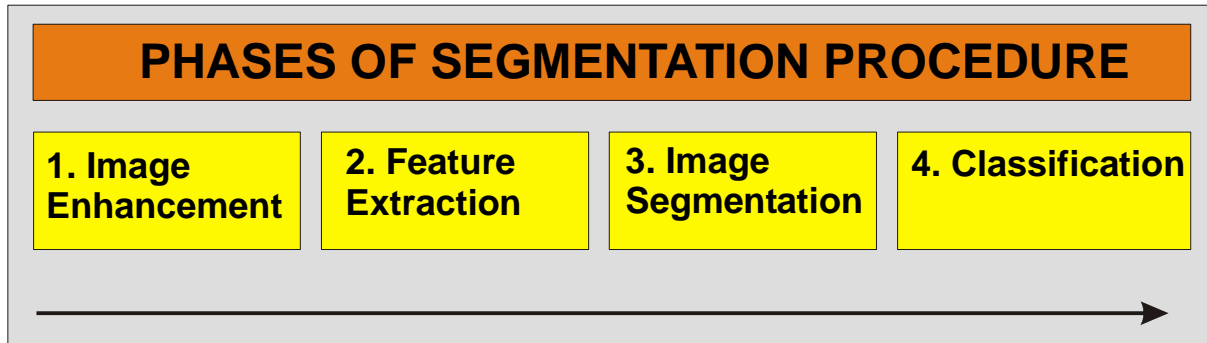 PHASES OF SEGMENTATION PROCEDURE
1. Image
Enhancement
2. Feature
Extraction
3. Image
Segmentation
4. Classification